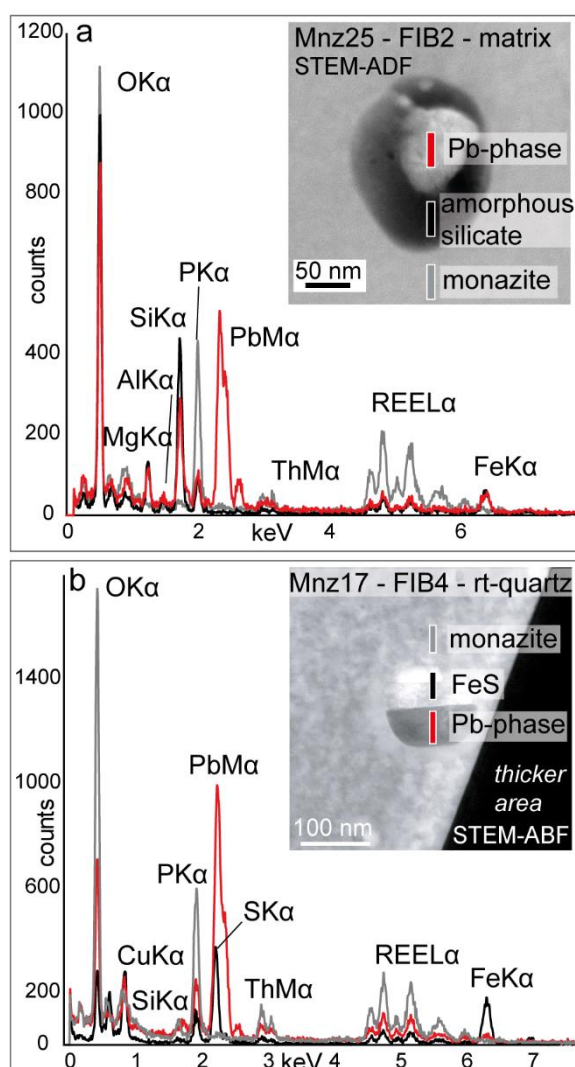 a
Mnz25 - FIB2 - matrix
STEM-ADF
Pb-phase
amorphous
silicate
monazite
50 nm
1200
1000
800
400
200
0
counts
OKα
PKα
SiKα
PbMα
AlKα
MgKα
ThMα
REELα
FeKα
0
2
keV
4
6
b
Mnz17 - FIB4 - rt-quartz
monazite
FeS
Pb-phase
thicker
area
STEM-ABF
100 nm
1400
1000
600
200
0
counts
OKα
PbMα
PKα
SKα
CuKα
SiKα
ThMα
REELα
FeKα
0
1
2
3
keV
4
5
6
7